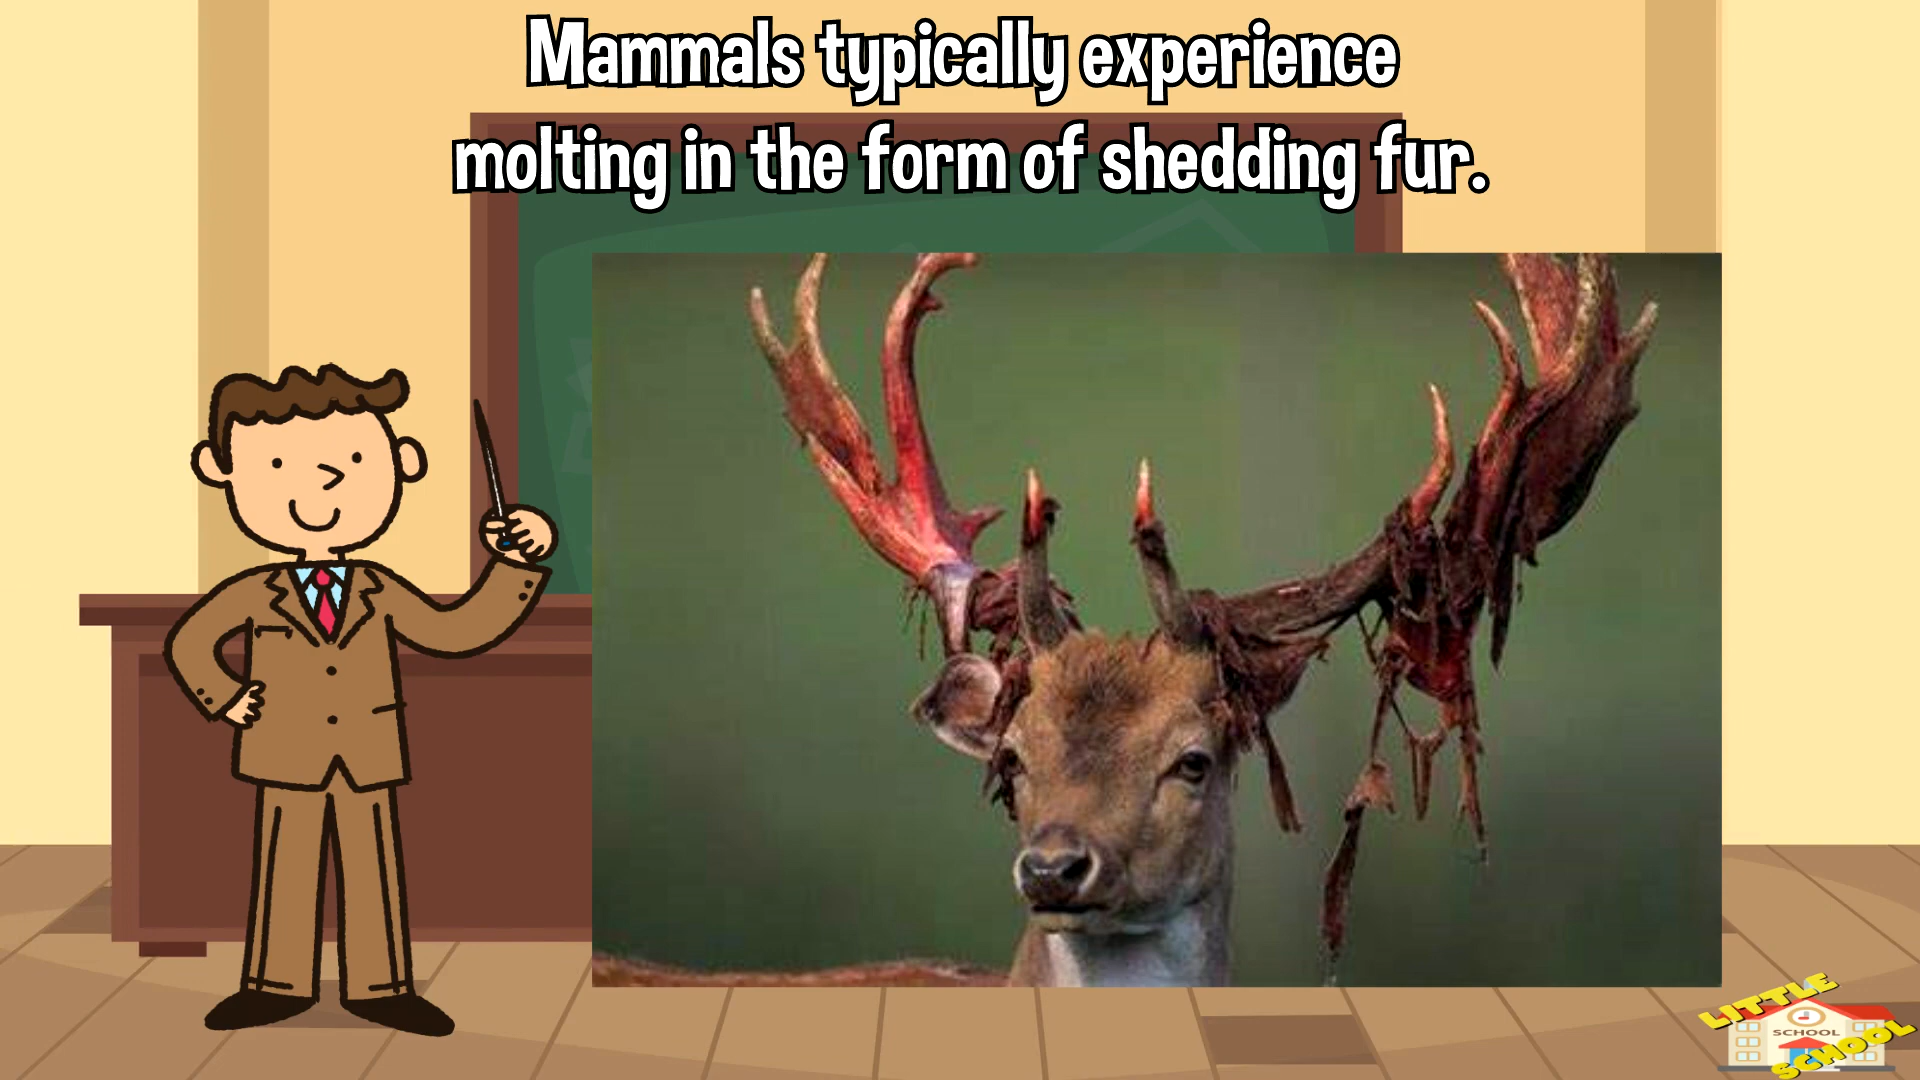 Mammals typically experience
molting in the form of shedding fur.
LITTLE
SCHOOL
SCHOOL